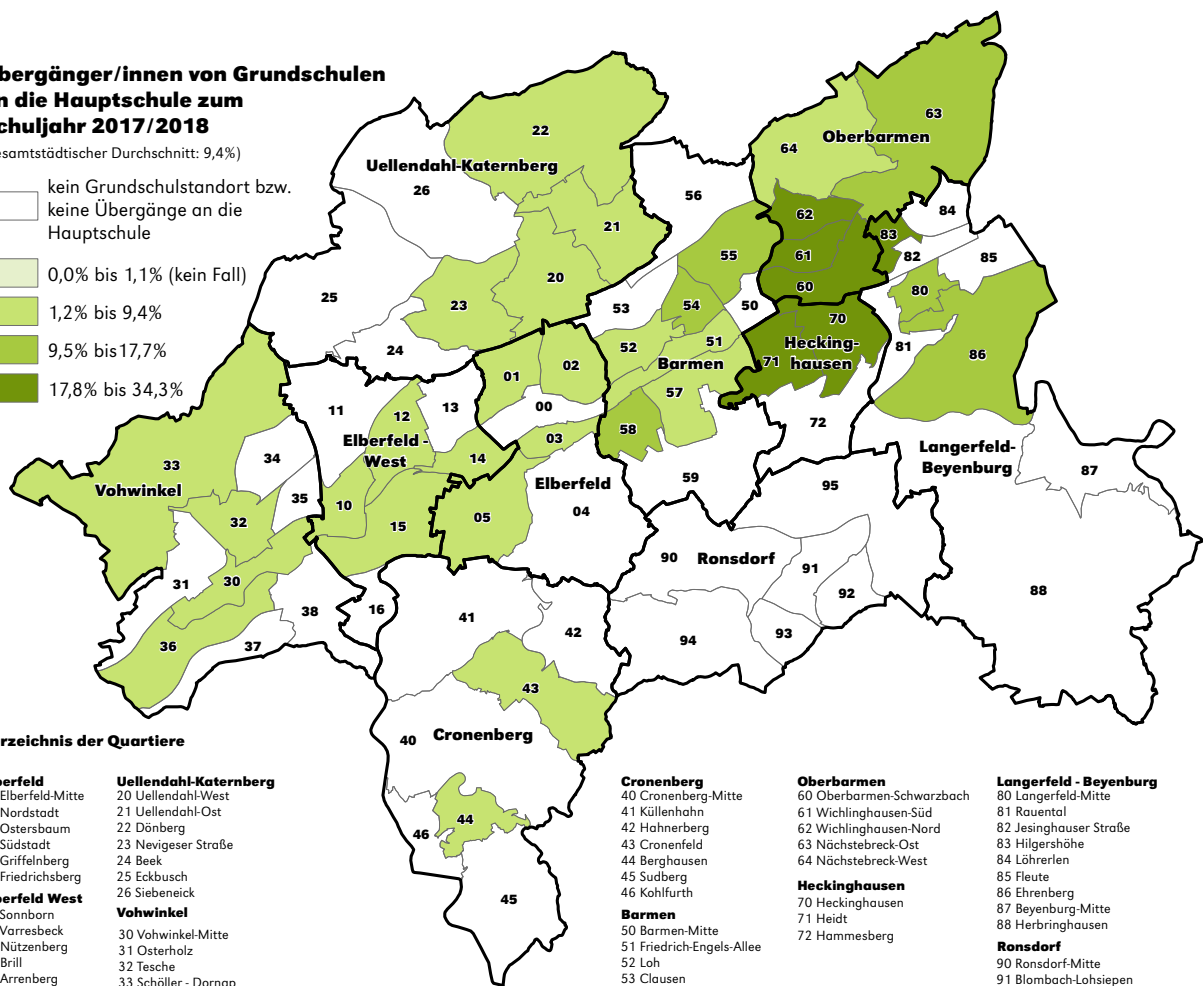 bergänger/innen von Grundschulen
n die Hauptschule zum
chuljahr 2017/2018
esamtstädtischer Durchschnitt: 9,4%)
kein Grundschulstandort bzw.
keine Übergänge an die
Hauptschule
0,0% bis 1,1% (kein Fall)
1,2% bis 9,4%
9,5% bis17,7%
17,8% bis 34,3%
63
22
Oberbarmen
64
Uellendahl-Katernberg
26
56
84
62
21
83
61
55
82
85
20
60
80
25
23
53
54
50
70
52
51
Hecking-
hausen
81
24
Barmen
71
86
02
01
57
11
12
13
00
58
72
03
Elberfeld -
West
14
34
33
Langerfeld-
Beyenburg
87
59
Vohwinkel
35
Elberfeld
95
10
04
05
32
15
90
Ronsdorf
91
31
30
88
92
16
38
41
42
93
94
36
37
43
40
Cronenberg
44
46
45
rzeichnis der Quartiere
erfeld
Elberfeld-Mitte
Nordstadt
Ostersbaum
Südstadt
Griffelnberg
Friedrichsberg
erfeld West
Sonnborn
Varresbeck
Nützenberg
Brill
Arrenberg
Uellendahl-Katernberg
20 Uellendahl-West
21 Uellendahl-Ost
22 Dönberg
23 Nevigeser Straße
24 Beek
25 Eckbusch
26 Siebeneick
Vohwinkel
30 Vohwinkel-Mitte
31 Osterholz
32 Tesche
33 Schöller - Dornap
Cronenberg
40 Cronenberg-Mitte
41 Küllenhahn
42 Hahnerberg
43 Cronenfeld
44 Berghausen
45 Sudberg
46 Kohlfurth
Barmen
50 Barmen-Mitre
51 Friedrich-Engels-Allee
52 Loh
53 Clausen
Oberbarmen
60 Oberbarmen-Schwarzbach
61 Wichlinghausen-Süd
62 Wichlinghausen-Nord
63 Nächstebreck-Ost
64 Nächstebreck-West
Heckinghausen
70 Heckinghausen
71 Heidt
72 Hammesberg
Langerfeld - Beyenburg
80 Langerfeld-Mitte
81 Rauental
82 Jesinghauser Straße
83 Hilgershöhe
84 Löhrerlen
85 Fleute
86 Ehrenberg
87 Beyenburg-Mitte
88 Herbringhausen
Ronsdorf
90 Ronsdorf-Mitte
91 Blombach-Lohsiepen